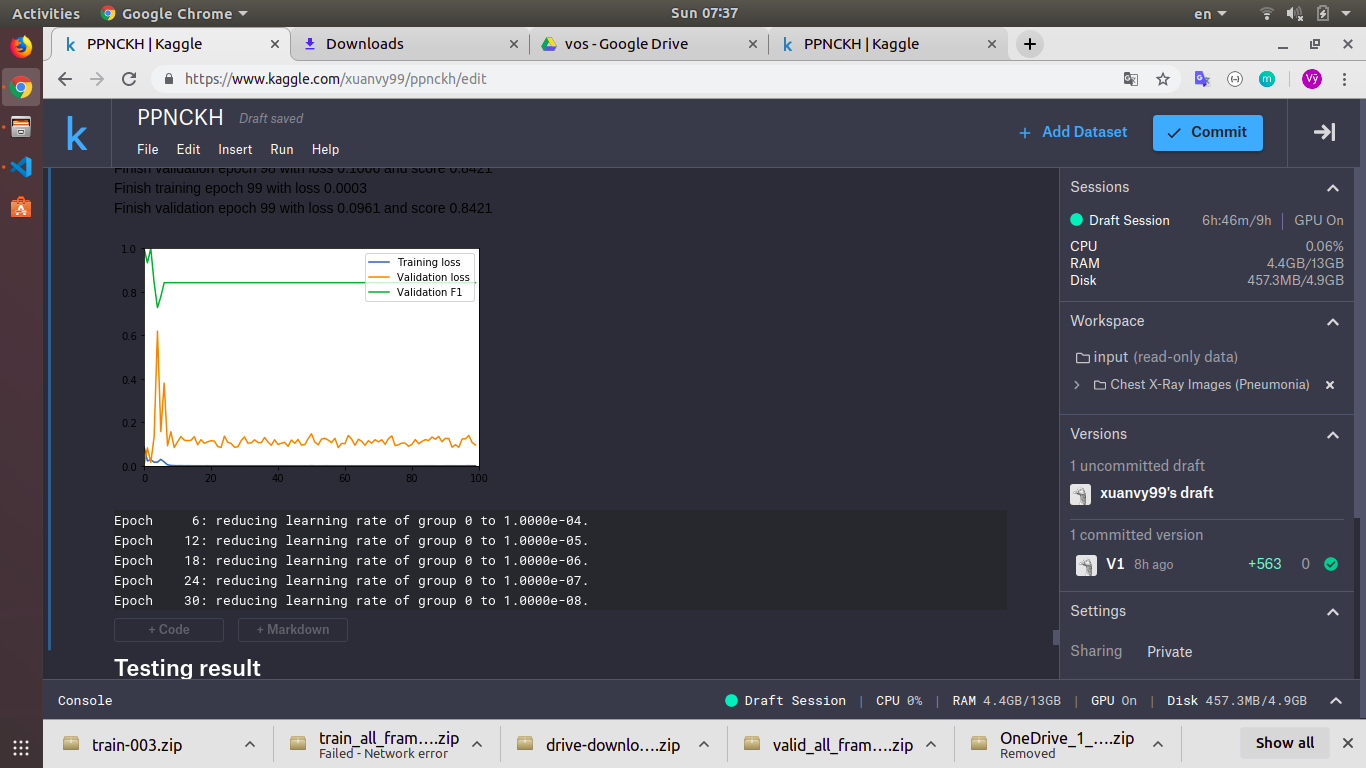 Activities
Google Chrome
Sun 07:37
en
PPNCKH | Kaggle
Downloads
vos - Google Drive
PPNCKH | Kaggle
https://www.kaggle.com/xuanvy99/ppnckh/edit
Vỹ
k
PPNCKH
Draft saved
File Edit Insert Run Help
+ Add Dataset
Commit
Finish validation epoch 98 with loss 0.1066 and score 0.8421
Finish training epoch 99 with loss 0.0003
Finish validation epoch 99 with loss 0.0961 and score 0.8421
1.0
0.8
0.6
0.4
0.2
0.0
0 20 40 60 80 100
Training loss
Validation loss
Validation F1
Epoch 6: reducing learning rate of group 0 to 1.0000e-04.
Epoch 12: reducing learning rate of group 0 to 1.0000e-05.
Epoch 18: reducing learning rate of group 0 to 1.0000e-06.
Epoch 24: reducing learning rate of group 0 to 1.0000e-07.
Epoch 30: reducing learning rate of group 0 to 1.0000e-08.
+ Code + Markdown
Testing result
Sessions
Draft Session 6h:46m/9h GPU On
CPU 0.06%
RAM 4.4GB/13GB
Disk 457.3MB/4.9GB
Workspace
input (read-only data)
Chest X-Ray Images (Pneumonia)
Versions
1 uncommitted draft
xuanvy99's draft
1 committed version
V1 8h ago +563 0
Settings
Sharing Private
Console
Draft Session | CPU 0% | RAM 4.4GB/13GB | GPU On | Disk 457.3MB/4.9GB
train-003.zip
train_all_fram....zip
Failed - Network error
drive-downlo....zip
valid_all_fram....zip
OneDrive_1_....zip
Removed
Show all